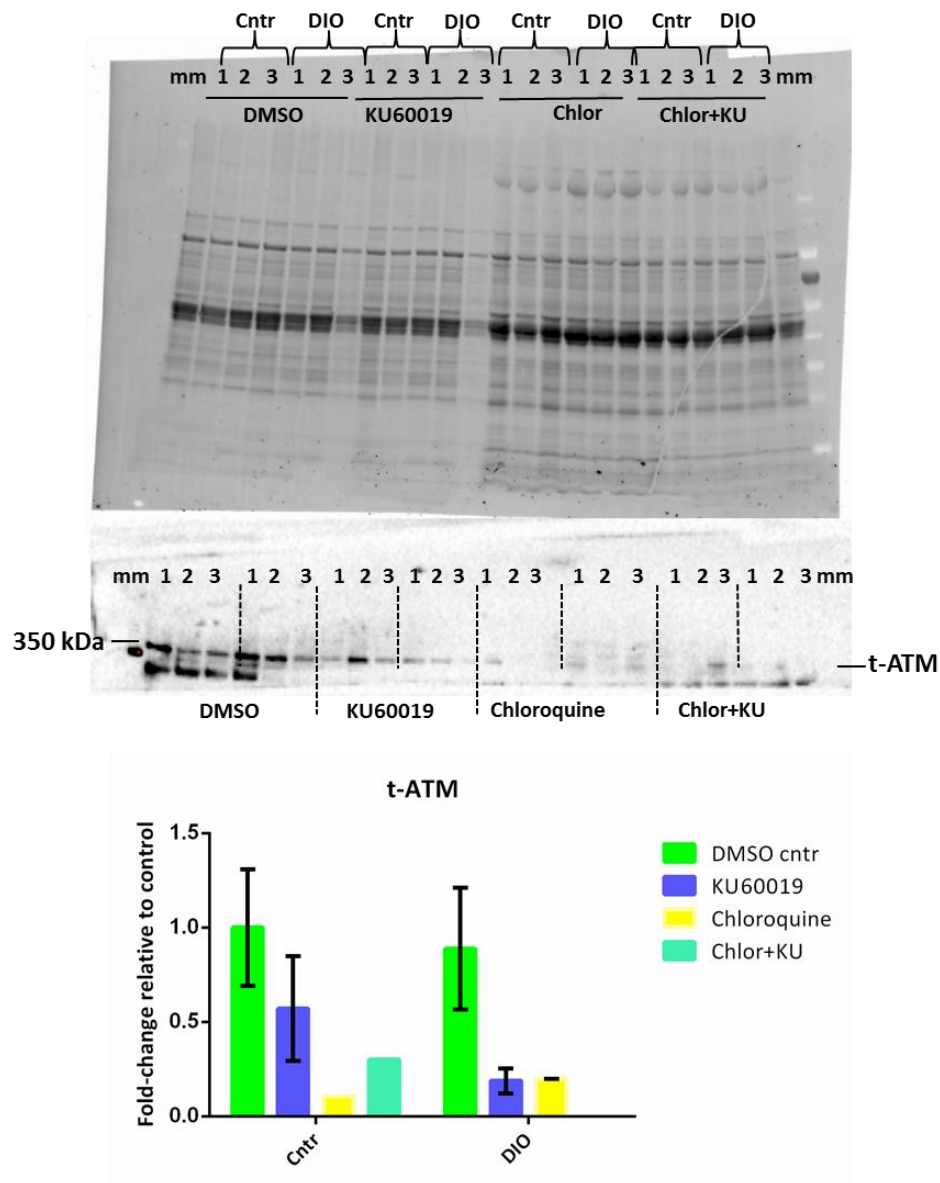 Cntr DIO Cntr DIO Cntr DIO Cntr DIO
mm 1 2 3 1 2 3 1 2 3 1 2 3 1 2 3 1 2 3 1 2 3 1 2 3 mm
DMSO KU60019 Chlor Chlor+KU
mm 1 2 3 1 2 3 1 2 3 1 2 3 1 2 3 1 2 3 1 2 3 1 2 3 mm
350 kDa
t-ATM
DMSO KU60019 Chloroquine Chlor+KU
t-ATM
Fold-change relative to control
1.5
1.0
0.5
0.0
Cntr
DIO
DMSO cntr
KU60019
Chloroquine
Chlor+KU